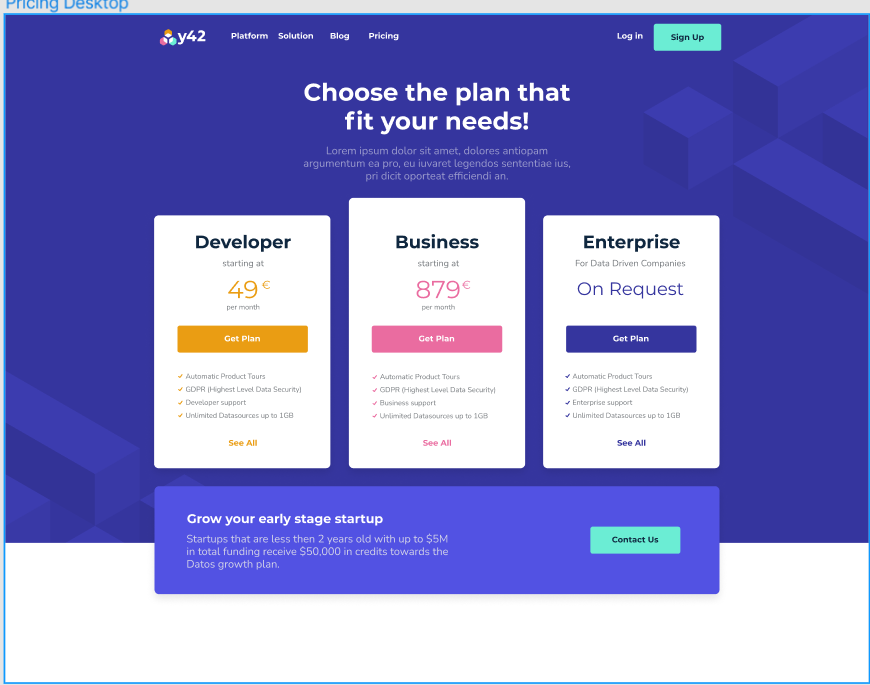 Pricing Desktop
y42
Platform Solution Blog Pricing
Log in
Sign Up
Choose the plan that
fit your needs!
Lorem ipsum dolor sit amet, dolores antiopam
argumentum ea pro, eu iuvaret legendos sententiae ius,
pri dicit oporteat efficiendi an.
Developer
starting at
49€
per month
Get Plan
Automatic Product Tours
GDPR (Highest Level Data Security)
Developer support
Unlimited Datasources up to 1GB
See All
Business
starting at
879€
per month
Get Plan
Automatic Product Tours
GDPR (Highest Level Data Security)
Business support
Unlimited Datasources up to 1GB
See All
Enterprise
For Data Driven Companies
On Request
Get Plan
Automatic Product Tours
GDPR (Highest Level Data Security)
Enterprise support
Unlimited Datasources up to 1GB
See All
Grow your early stage startup
Startups that are less then 2 years old with up to $5M
in total funding receive $50,000 in credits towards the
Datos growth plan.
Contact Us